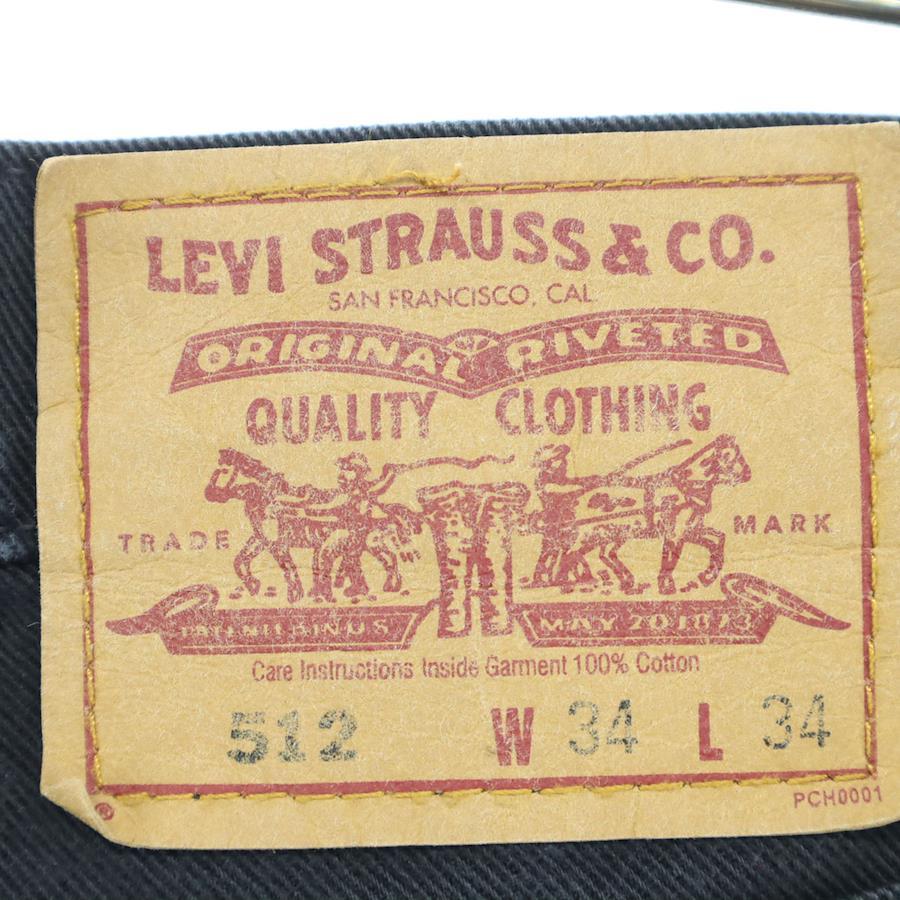 LEVI STRAUSS & CO.
SAN FRANCISCO, CAL.
ORIGINAL RIVETED
QUALITY CLOTHING
TRADE MARK
MAY 20 1873
Care Instructions Inside Garment 100% Cotton
512 W 34 L 34
® PCH0001